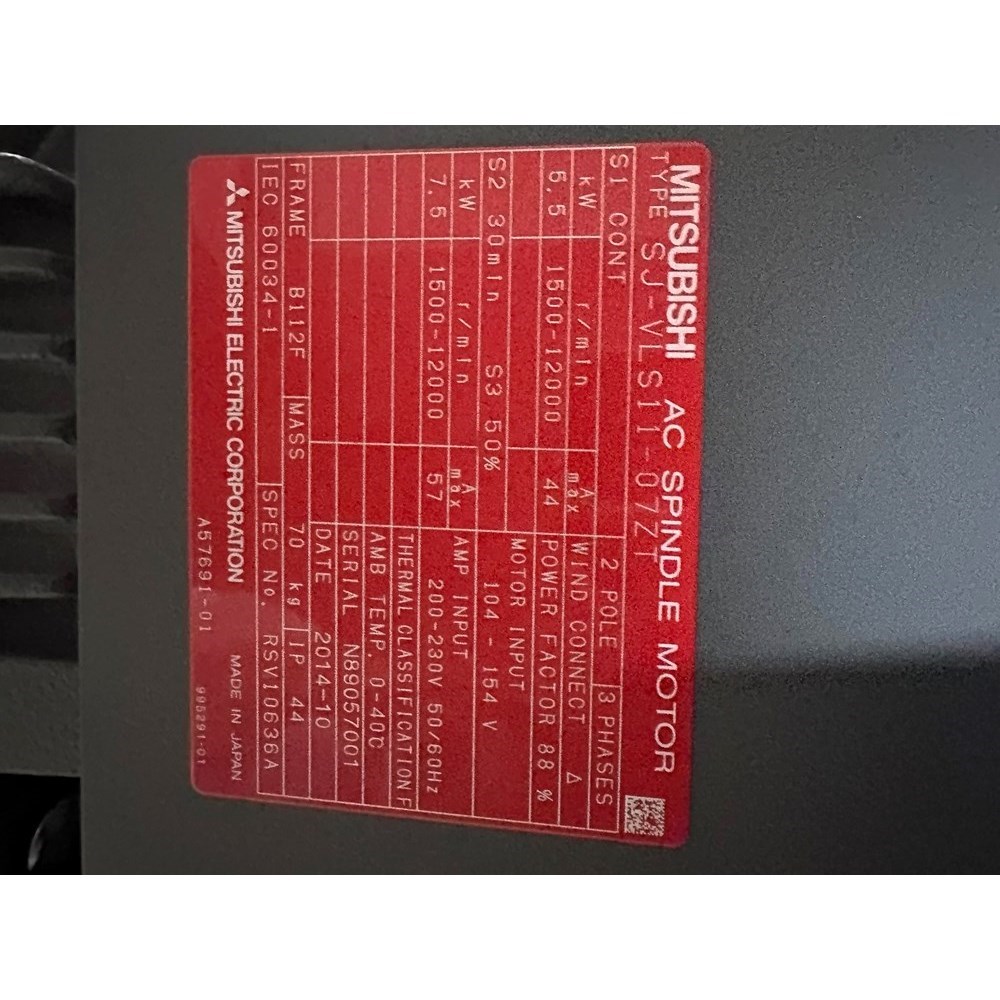 MITSUBISHI AC SPINDLE MOTOR
TYPE SJ-VLS11-07ZT
S1 CONT
kW r/min A max
5.5 1500-12000 44
S2 30min S3 50%
kW r/min A max
7.5 1500-12000 57
2 POLE 3 PHASES
WIND CONNECT Δ
POWER FACTOR 88 %
MOTOR INPUT
104 - 154 V
AMP INPUT
200-230V 50/60Hz
THERMAL CLASSIFICATION F
AMB TEMP. 0-40℃
SERIAL N89057001
DATE 2014-10
FRAME B112F MASS 70 kg IP 44
IEC 60034-1 SPEC No. RSV10636A
MITSUBISHI ELECTRIC CORPORATION MADE IN JAPAN
A57691-01 995291-01